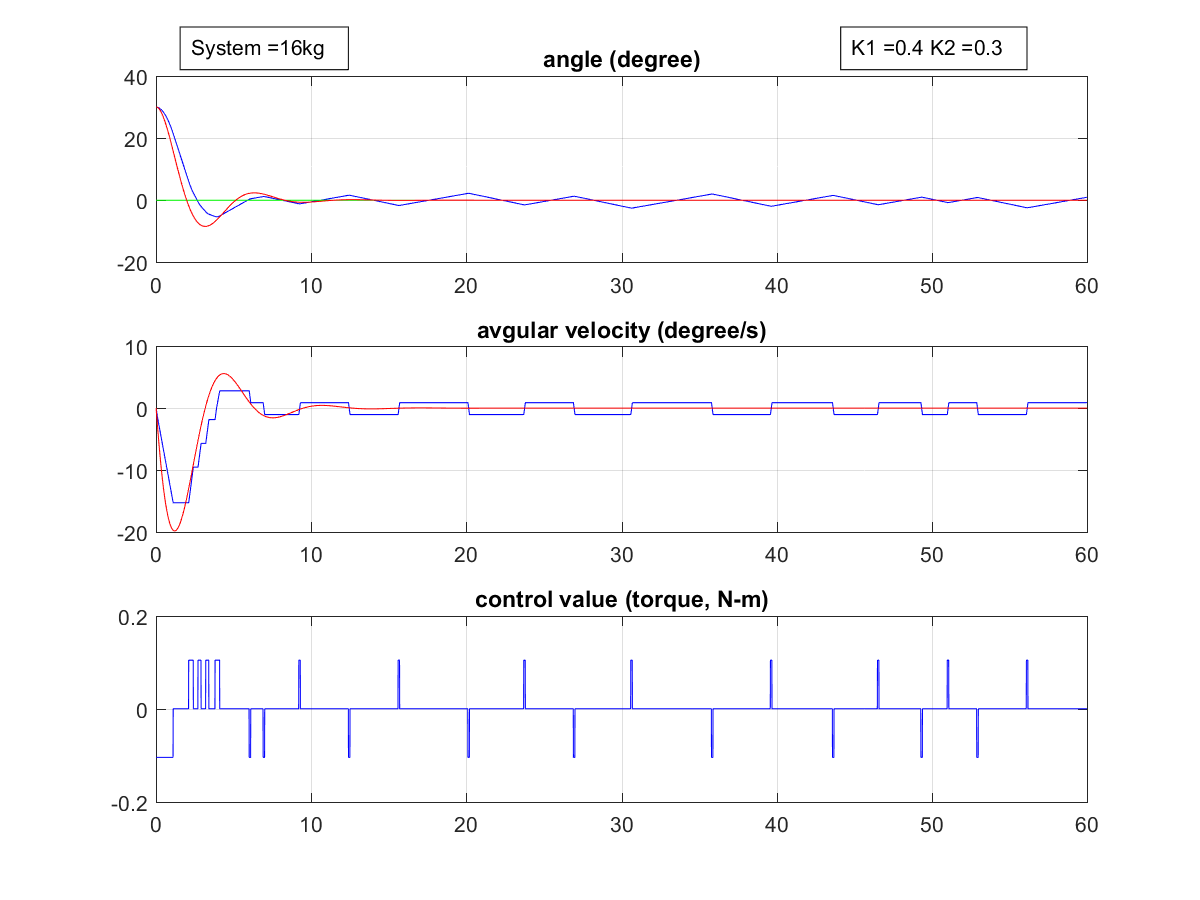 System =16kg
K1 =0.4 K2 =0.3
angle (degree)
40
20
0
-20
0 10 20 30 40 50 60
avgular velocity (degree/s)
10
0
-10
-20
0 10 20 30 40 50 60
control value (torque, N-m)
0.2
0
-0.2
0 10 20 30 40 50 60